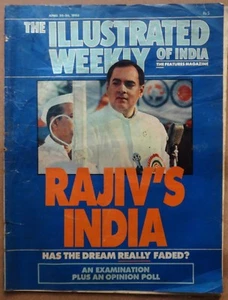 THE ILLUSTRATED
WEEKLY OF INDIA
THE FEATURES MAGAZINE
RAJIV'S
INDIA
HAS THE DREAM REALLY FADED?
AN EXAMINATION
PLUS AN OPINION POLL